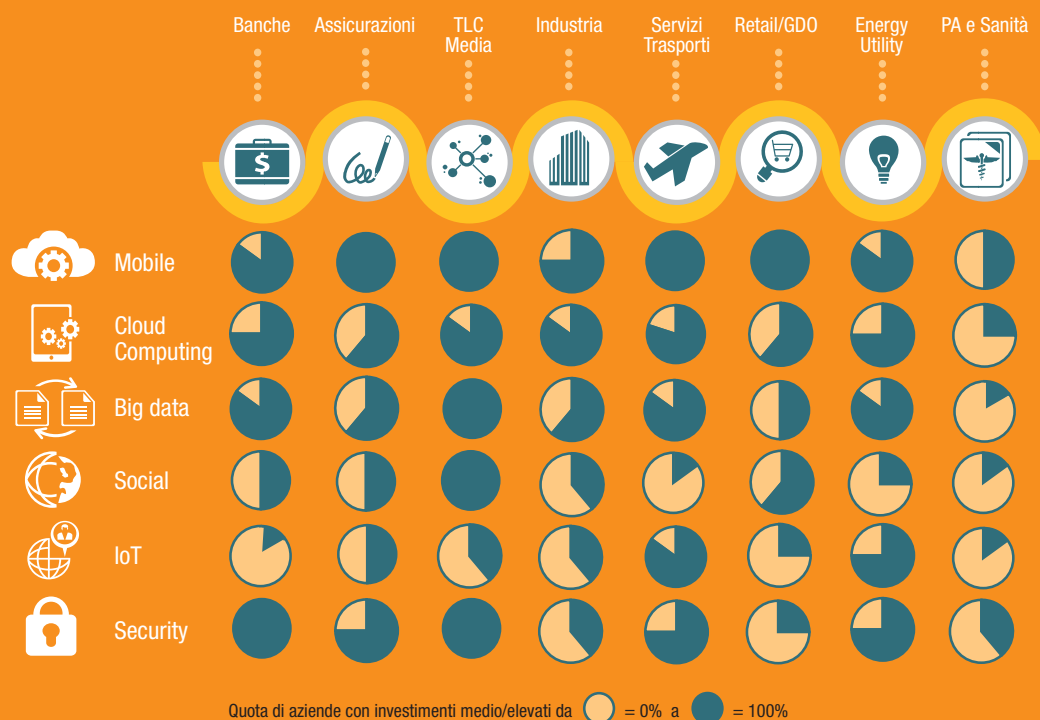 Banche
Assicurazioni
TLC
Media
Industria
Servizi
Trasporti
Retail/GDO
Energy
Utility
PA e Sanità
$
Mobile
Cloud
Computing
Big data
Social
IoT
Security
Quota di aziende con investimenti medio/elevati da = 0% a = 100%